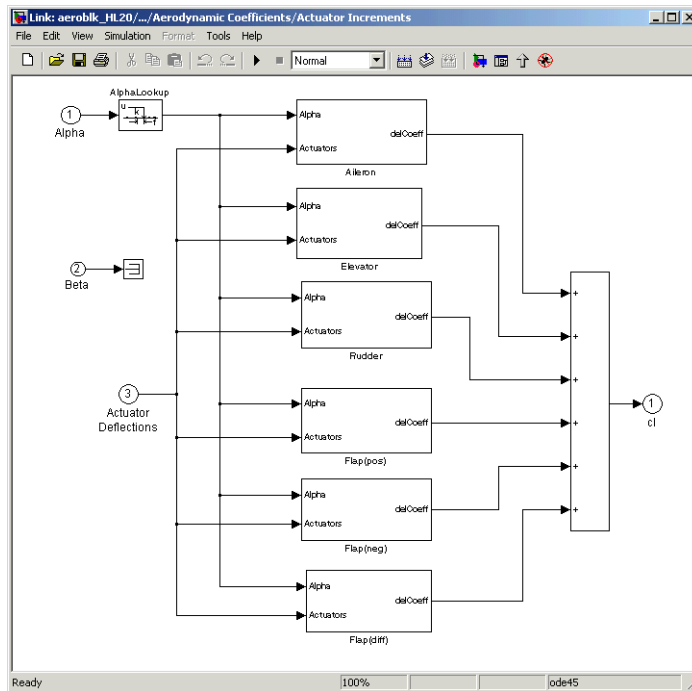 Link: aeroblk_HL20/.../Aerodynamic Coefficients/Actuator Increments
File Edit View Simulation Format Tools Help
Normal
AlphaLookup
u
k
f
1
Alpha
Alpha
Actuators
delCoeff
Aileron
Alpha
Actuators
delCoeff
Elevator
2
Beta
Alpha
Actuators
delCoeff
Rudder
3
Actuator
Deflections
Alpha
Actuators
delCoeff
Flap(pos)
Alpha
Actuators
delCoeff
Flap(neg)
Alpha
Actuators
delCoeff
Flap(diff)
+
+
+
+
+
+
1
cl
Ready 100% ode45